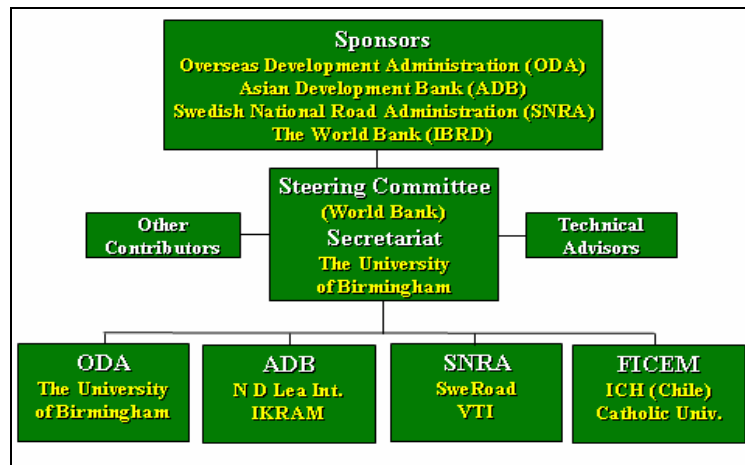 Sponsors
Overseas Development Administration (ODA)
Asian Development Bank (ADB)
Swedish National Road Administration (SNRA)
The World Bank (IBRD)
Steering Committee
(World Bank)
Secretariat
The University
of Birmingham
Other
Contributors
Technical
Advisors
ODA
The University
of Birmingham
ADB
N D Lea Int.
IKRAM
SNRA
SweRoad
VTI
FICEM
ICH (Chile)
Catholic Univ.